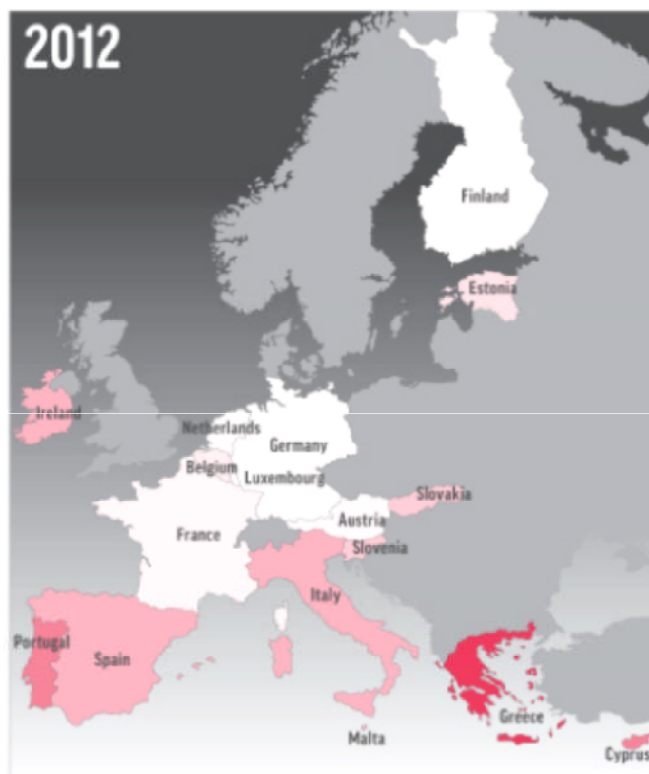 2012
Finland
Estonia
Ireland
Netherlands
Germany
Belgium
Luxembourg
Slovakia
Austria
France
Slovenia
Italy
Portugal
Spain
Greece
Malta
Cyprus